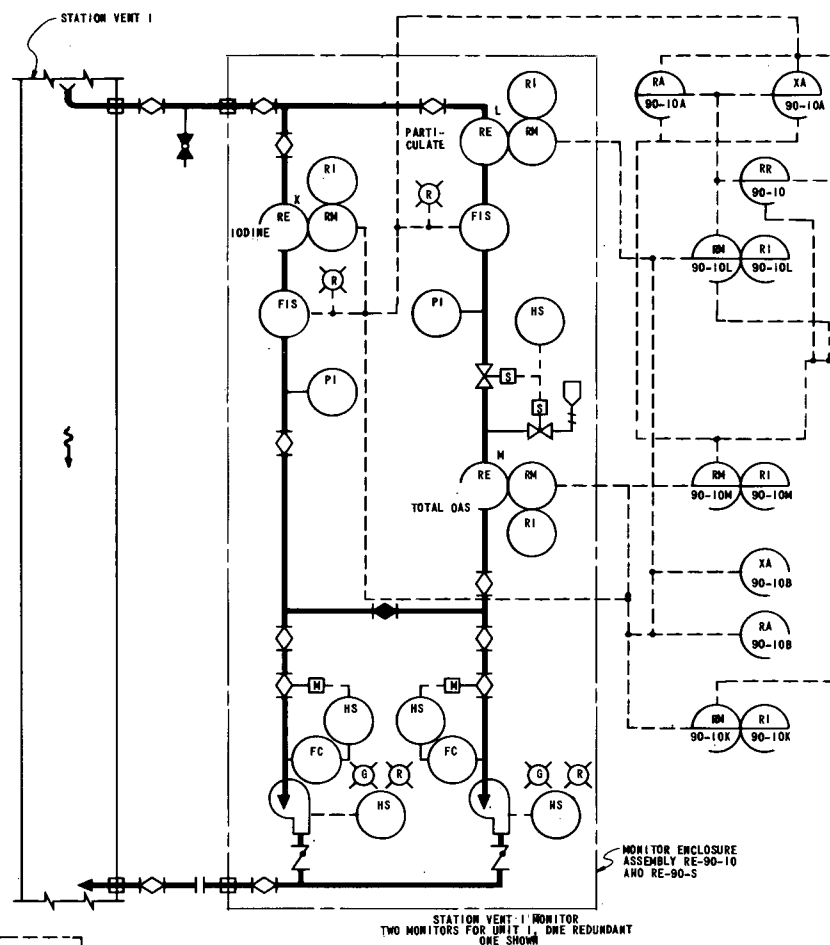 STATION VENT I
RI
L
RE
RM
PARTI-
CULATE
RA
90-10A
XA
90-10A
RI
X
RE
RM
IODINE
R
FIS
RR
90-10
RM
90-10L
RI
90-10L
R
FIS
PI
HS
S
PI
S
M
RE
RM
TOTAL GAS
RI
RM
90-10M
RI
90-10M
XA
90-10B
RA
90-10B
M
HS
M
HS
FC
FC
RM
90-10K
RI
90-10K
G
R
HS
G
R
HS
MONITOR ENCLOSURE
ASSEMBLY RE-90-10
AND RE-90-S
STATION VENT I MONITOR
TWO MONITORS FOR UNIT I, ONE REDUNDANT
ONE SHOWN